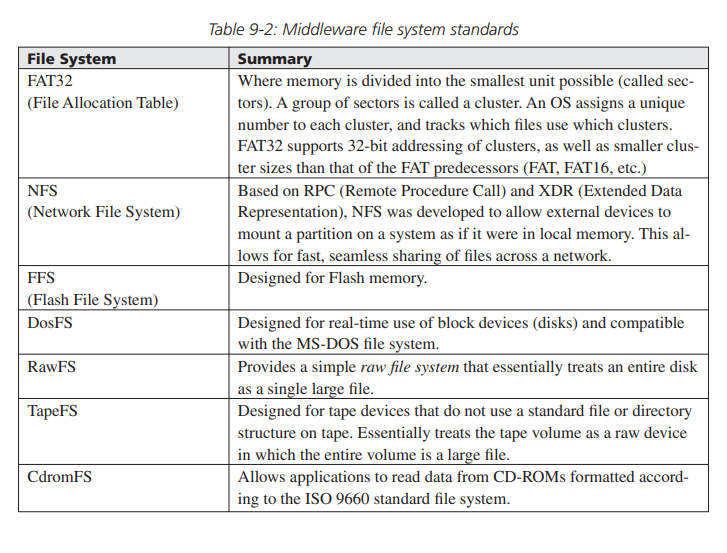 Table 9-2: Middleware file system standards
File System Summary
FAT32 Where memory is divided into the smallest unit possible (called sec-
(File Allocation Table) tors). A group of sectors is called a cluster. An OS assigns a unique
number to each cluster, and tracks which files use which clusters.
FAT32 supports 32-bit addressing of clusters, as well as smaller clus-
ter sizes than that of the FAT predecessors (FAT, FAT16, etc.)
NFS Based on RPC (Remote Procedure Call) and XDR (Extended Data
(Network File System) Representation), NFS was developed to allow external devices to
mount a partition on a system as if it were in local memory. This al-
lows for fast, seamless sharing of files across a network.
FFS Designed for Flash memory.
(Flash File System)
DosFS Designed for real-time use of block devices (disks) and compatible
with the MS-DOS file system.
RawFS Provides a simple raw file system that essentially treats an entire disk
as a single large file.
TapeFS Designed for tape devices that do not use a standard file or directory
structure on tape. Essentially treats the tape volume as a raw device
in which the entire volume is a large file.
CdromFS Allows applications to read data from CD-ROMs formatted accord-
ing to the ISO 9660 standard file system.